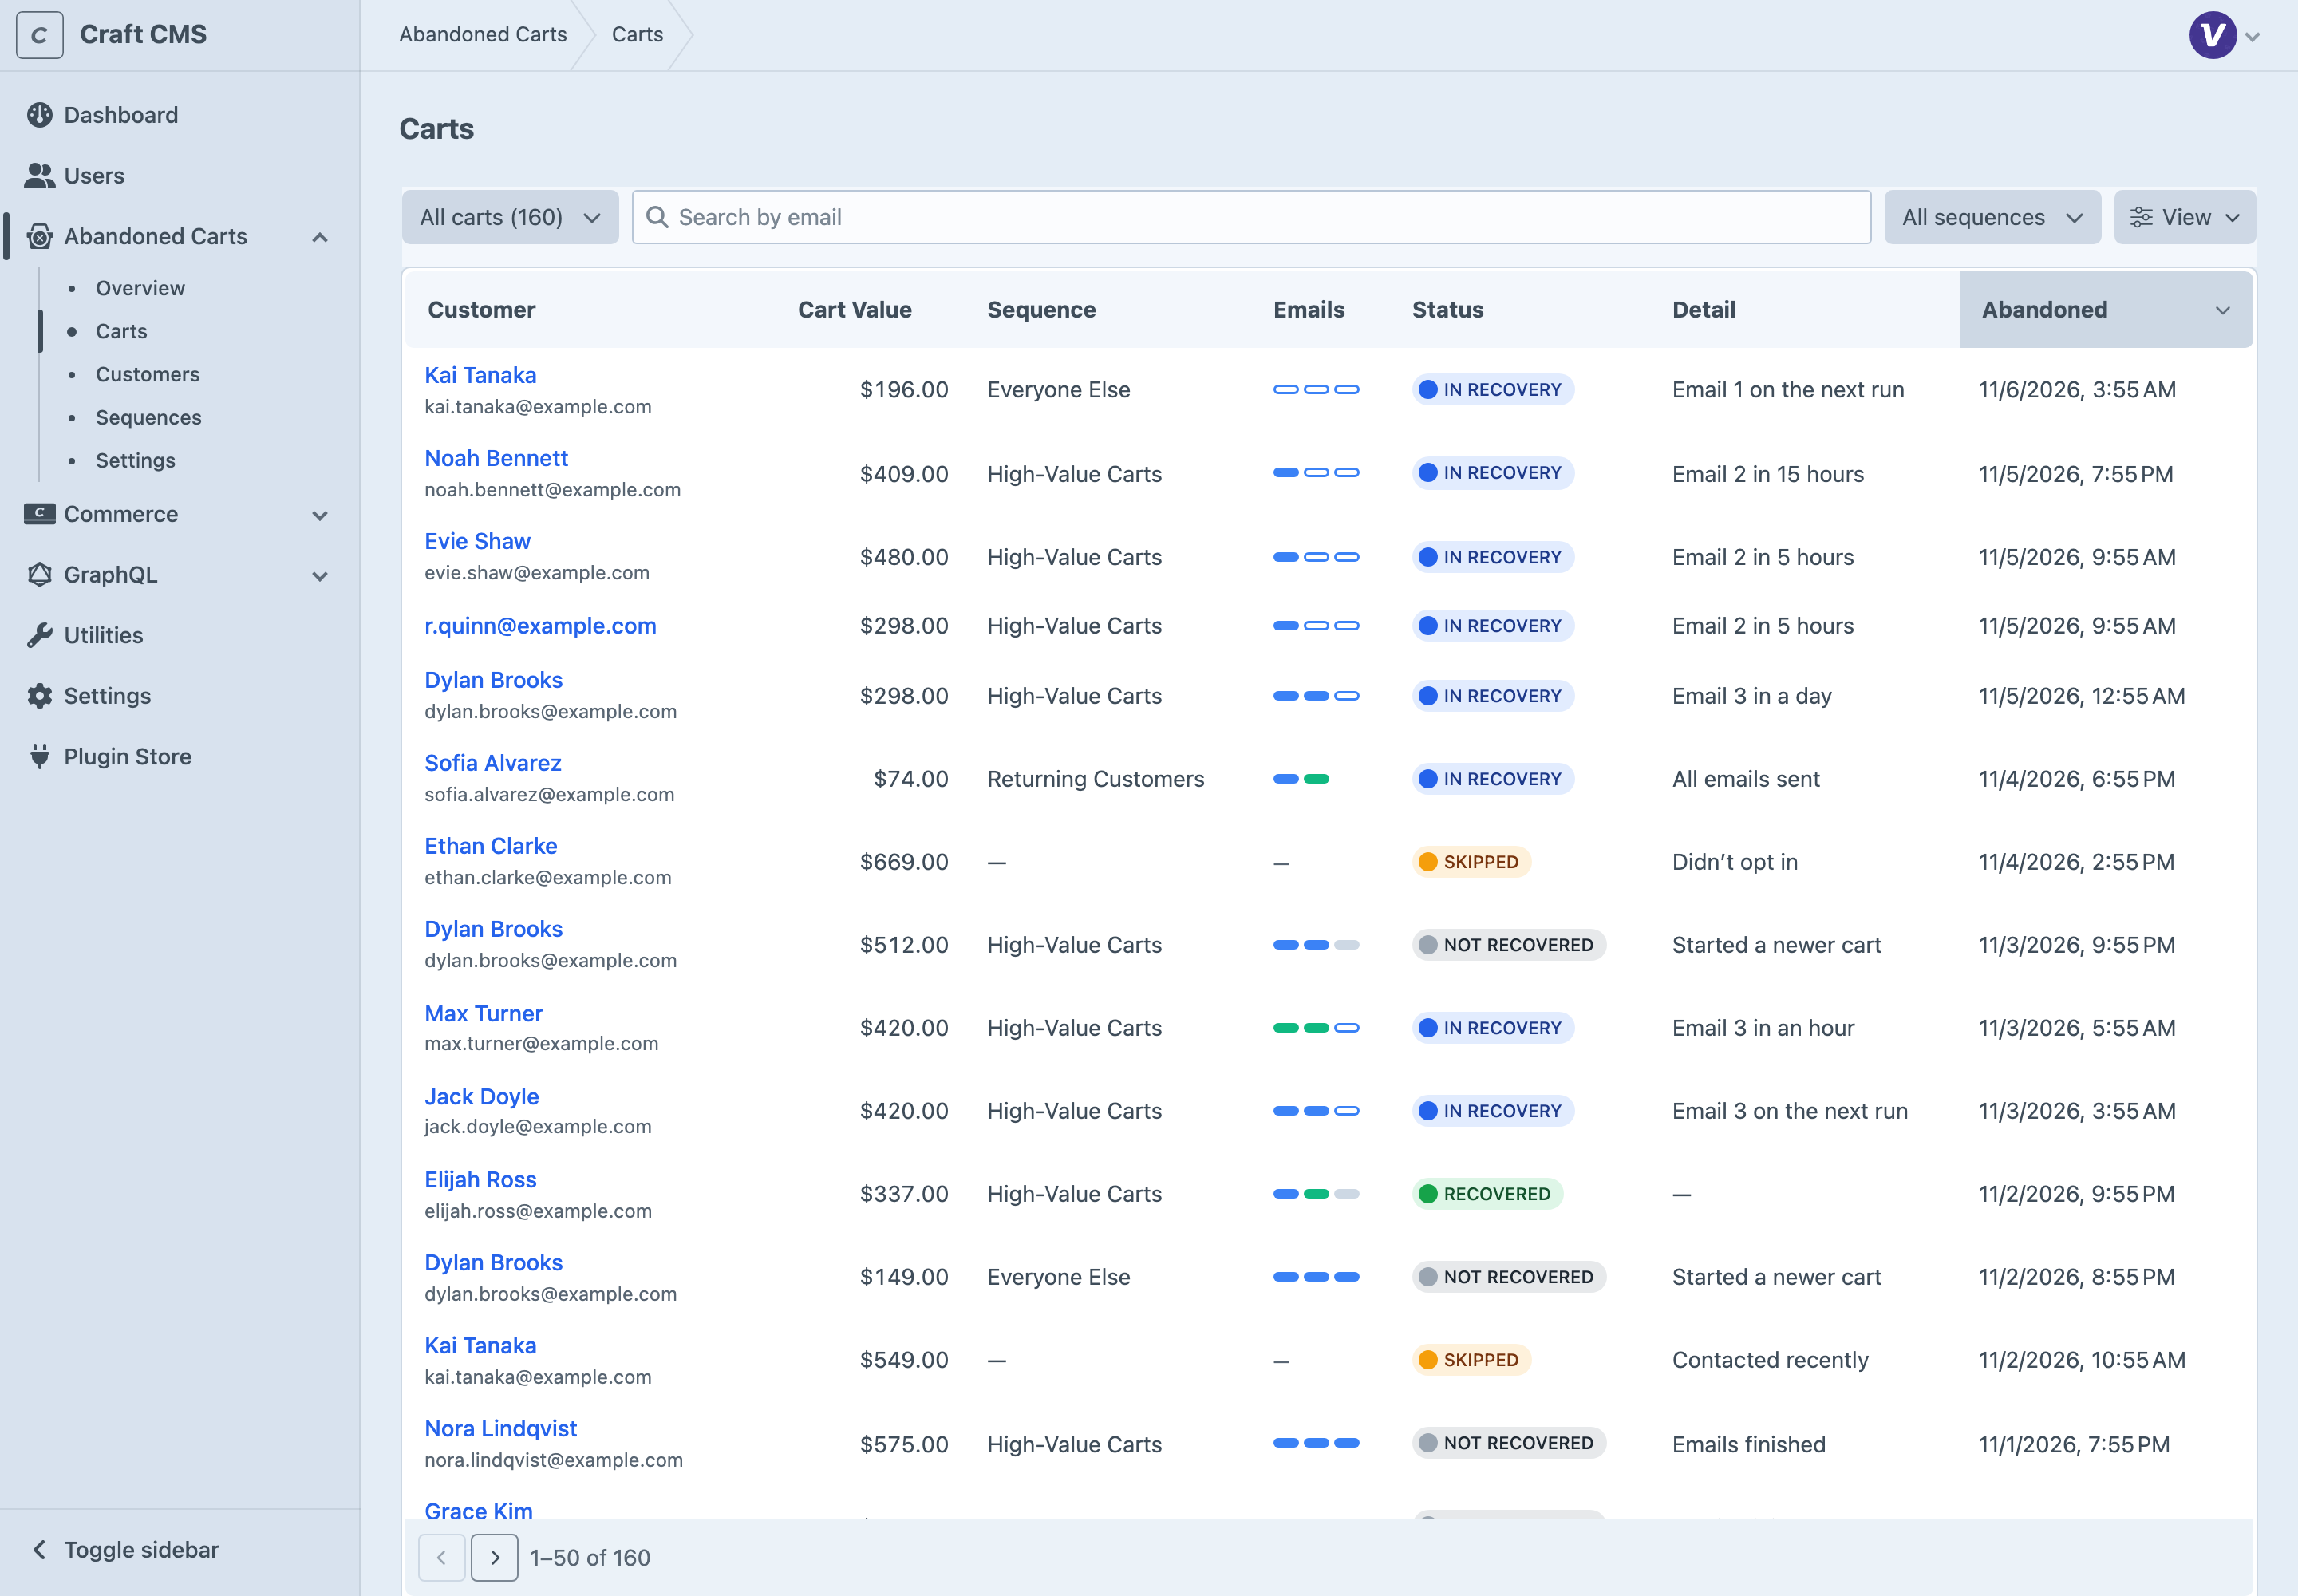 C Craft CMS
Abandoned Carts
Carts
V
Dashboard
Users
Abandoned Carts
Overview
Carts
Customers
Sequences
Settings
C Commerce
GraphQL
Utilities
Settings
Plugin Store
Toggle sidebar
Carts
All carts (160)
Search by email
All sequences
View
Customer Cart Value Sequence Emails Status Detail Abandoned
Kai Tanaka
kai.tanaka@example.com
$196.00 Everyone Else IN RECOVERY Email 1 on the next run 11/6/2026, 3:55 AM
Noah Bennett
noah.bennett@example.com
$409.00 High-Value Carts IN RECOVERY Email 2 in 15 hours 11/5/2026, 7:55 PM
Evie Shaw
evie.shaw@example.com
$480.00 High-Value Carts IN RECOVERY Email 2 in 5 hours 11/5/2026, 9:55 AM
r.quinn@example.com $298.00 High-Value Carts IN RECOVERY Email 2 in 5 hours 11/5/2026, 9:55 AM
Dylan Brooks
dylan.brooks@example.com
$298.00 High-Value Carts IN RECOVERY Email 3 in a day 11/5/2026, 12:55 AM
Sofia Alvarez
sofia.alvarez@example.com
$74.00 Returning Customers IN RECOVERY All emails sent 11/4/2026, 6:55 PM
Ethan Clarke
ethan.clarke@example.com
$669.00 — — SKIPPED Didn’t opt in 11/4/2026, 2:55 PM
Dylan Brooks
dylan.brooks@example.com
$512.00 High-Value Carts NOT RECOVERED Started a newer cart 11/3/2026, 9:55 PM
Max Turner
max.turner@example.com
$420.00 High-Value Carts IN RECOVERY Email 3 in an hour 11/3/2026, 5:55 AM
Jack Doyle
jack.doyle@example.com
$420.00 High-Value Carts IN RECOVERY Email 3 on the next run 11/3/2026, 3:55 AM
Elijah Ross
elijah.ross@example.com
$337.00 High-Value Carts RECOVERED — 11/2/2026, 9:55 PM
Dylan Brooks
dylan.brooks@example.com
$149.00 Everyone Else NOT RECOVERED Started a newer cart 11/2/2026, 8:55 PM
Kai Tanaka
kai.tanaka@example.com
$549.00 — — SKIPPED Contacted recently 11/2/2026, 10:55 AM
Nora Lindqvist
nora.lindqvist@example.com
$575.00 High-Value Carts NOT RECOVERED Emails finished 11/1/2026, 7:55 PM
Grace Kim
1–50 of 160